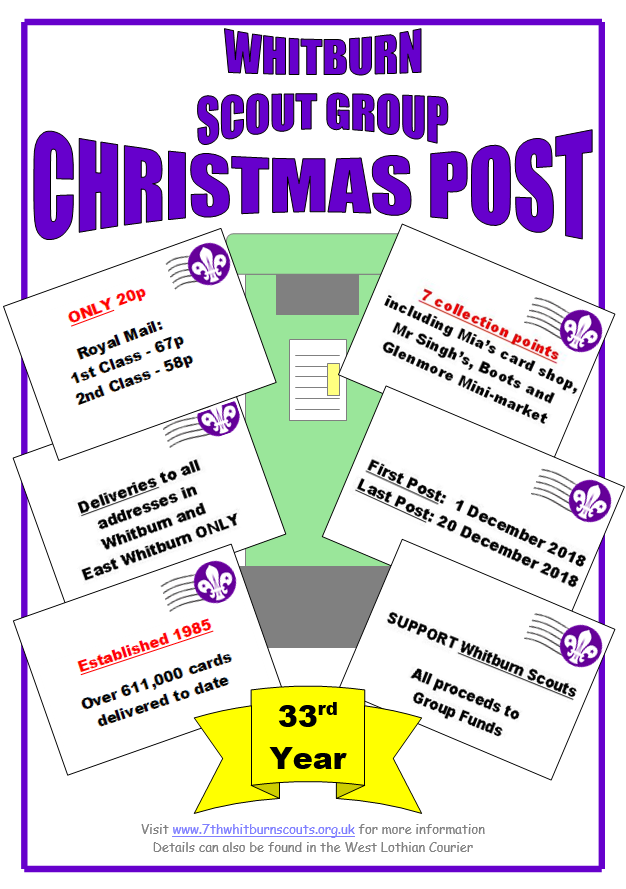 WHITBURN
SCOUT GROUP
CHRISTMAS POST
ONLY 20p
Royal Mail:
1st Class - 67p
2nd Class - 58p
7 collection points
including Mia's card shop,
Mr Singh's, Boots and
Glenmore Mini-market
Deliveries to all
addresses in
Whitburn and
East Whitburn ONLY
First Post:  1 December 2018
Last Post: 20 December 2018
Established 1985
Over 611,000 cards
delivered to date
SUPPORT Whitburn Scouts
All proceeds to
Group Funds
33rd
Year
Visit www.7thwhitburnscouts.org.uk for more information
Details can also be found in the West Lothian Courier